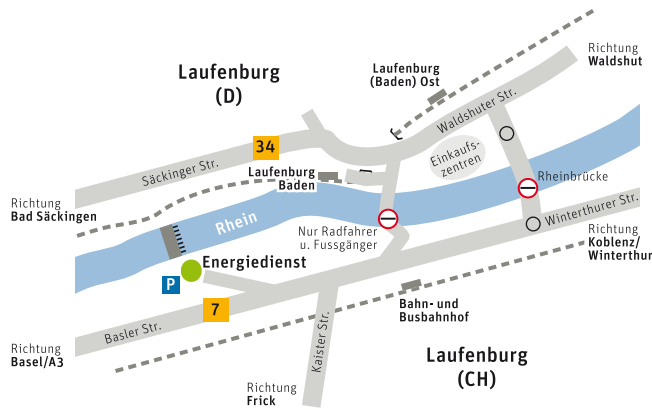 Richtung
Waldshut
Laufenburg
(D)
Laufenburg
(Baden) Ost
Waldshuter Str.
34
Säckinger Str.
Einkaufs-
zentren
Laufenburg
Baden
Rheinbrücke
Richtung
Bad Säckingen
Rhein
Nur Radfahrer
u. Fussgänger
Winterthurer Str.
Richtung
Koblenz/
Winterthur
Energiedienst
P
7
Bahn- und
Busbahnhof
Basler Str.
Richtung
Basel/A3
Kaister Str.
Laufenburg
(CH)
Richtung
Frick